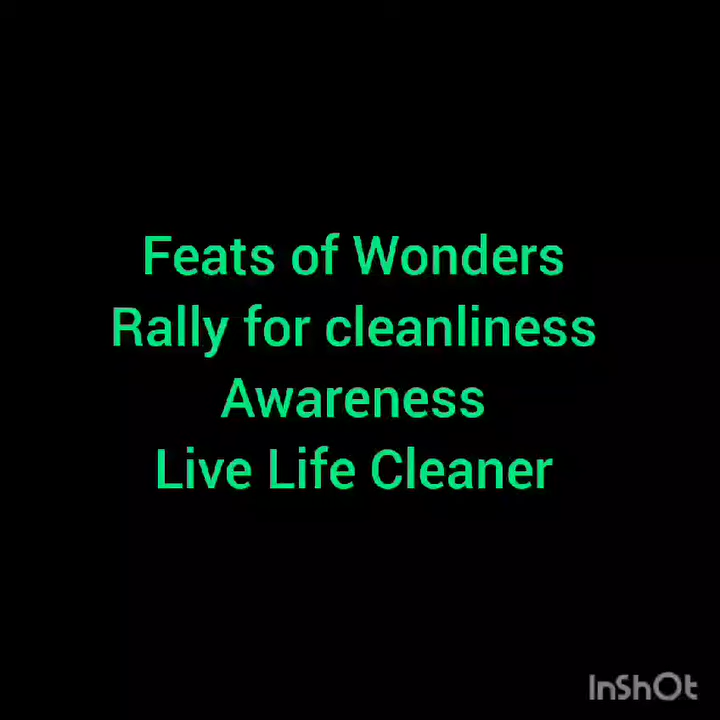 Feats of Wonders
Rally for cleanliness
Awareness
Live Life Cleaner
InShOt